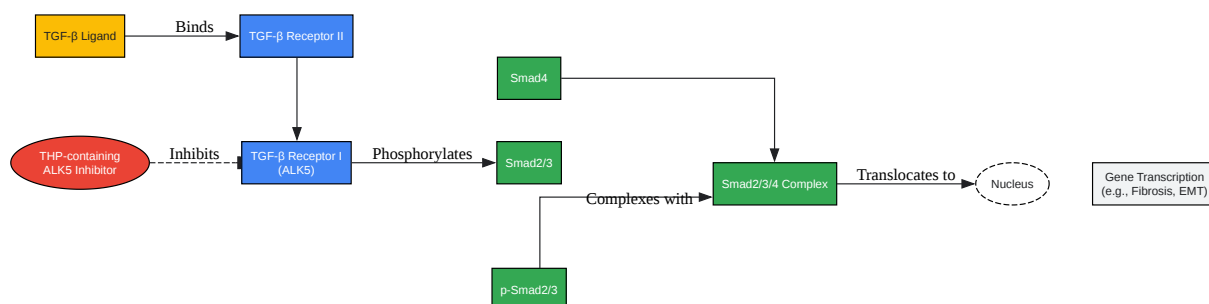 TGF-β Ligand
Binds
TGF-β Receptor II
Smad4
THP-containing
ALK5 Inhibitor
Inhibits
TGF-β Receptor I
(ALK5)
Phosphorylates
Smad2/3
Complexes with
Smad2/3/4 Complex
Translocates to
Nucleus
Gene Transcription
(e.g., Fibrosis, EMT)
p-Smad2/3